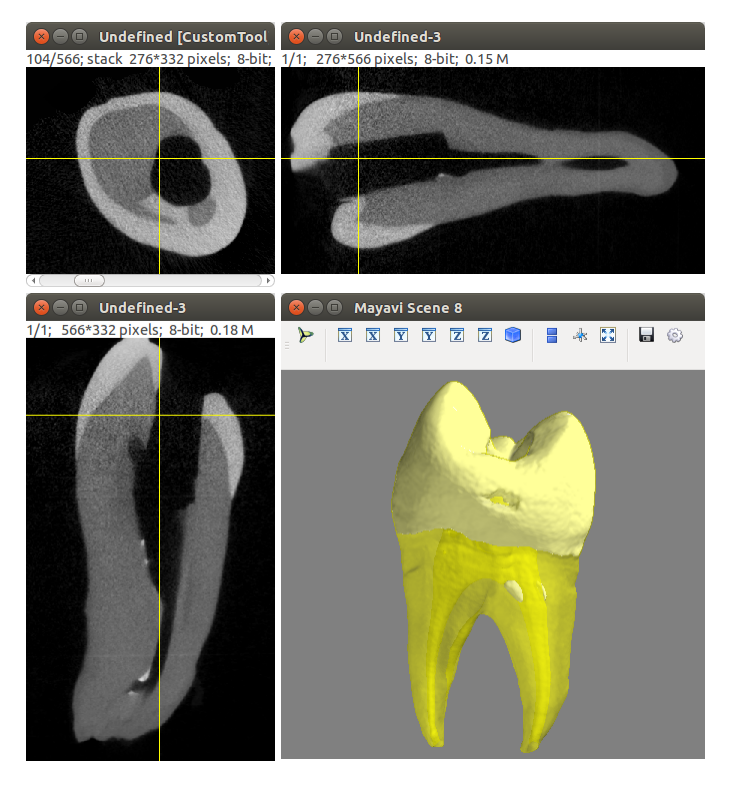 Undefined [CustomTool
104/566; stack 276*332 pixels; 8-bit;
Undefined-3
1/1; 276*566 pixels; 8-bit; 0.15 M
Undefined-3
1/1; 566*332 pixels; 8-bit; 0.18 M
Mayavi Scene 8
X X Y Y Z Z